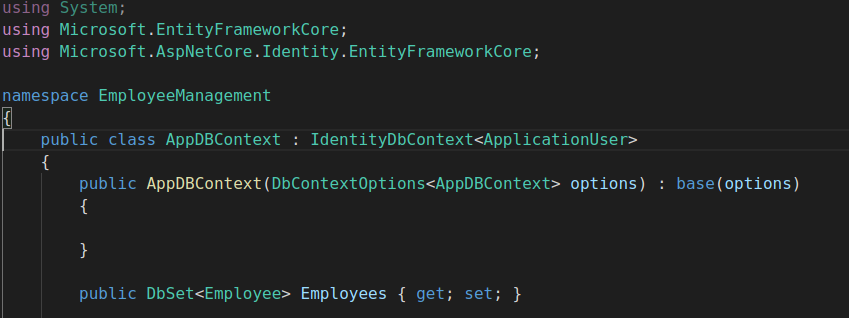 using System;
using Microsoft.EntityFrameworkCore;
using Microsoft.AspNetCore.Identity.EntityFrameworkCore;

namespace EmployeeManagement
{
    public class AppDBContext : IdentityDbContext<ApplicationUser>
    {
        public AppDBContext(DbContextOptions<AppDBContext> options) : base(options)
        {

        }

        public DbSet<Employee> Employees { get; set; }